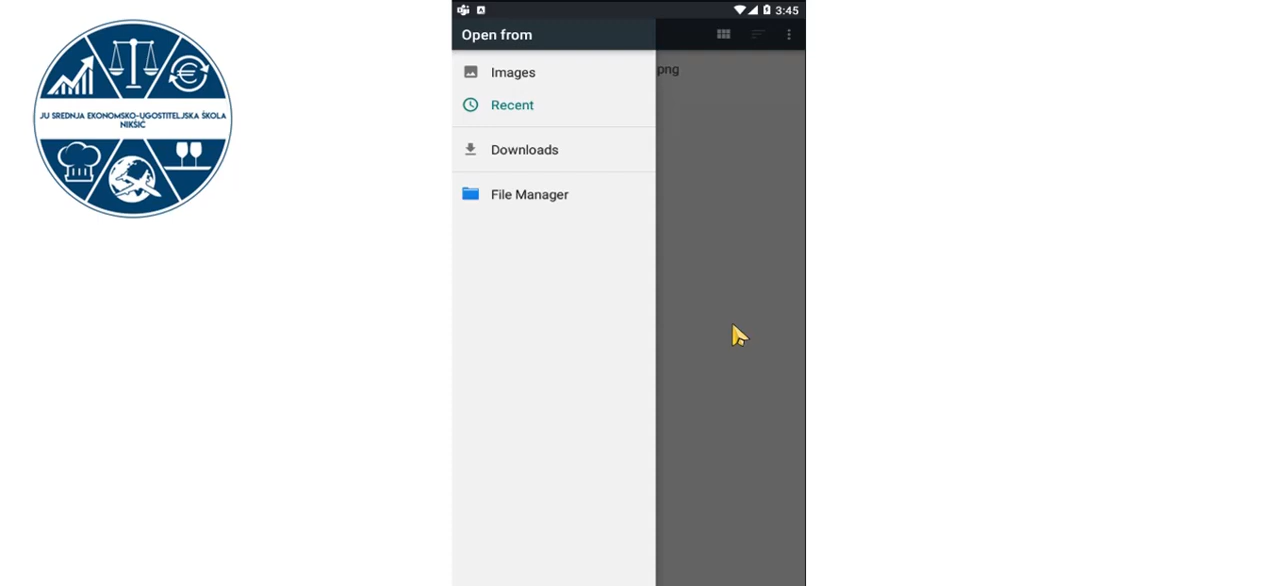 JU SREDNJA EKONOMSKO-UGOSTITELJSKA ŠKOLA
NIKŠIĆ
3:45
Open from
Images
png
Recent
Downloads
File Manager